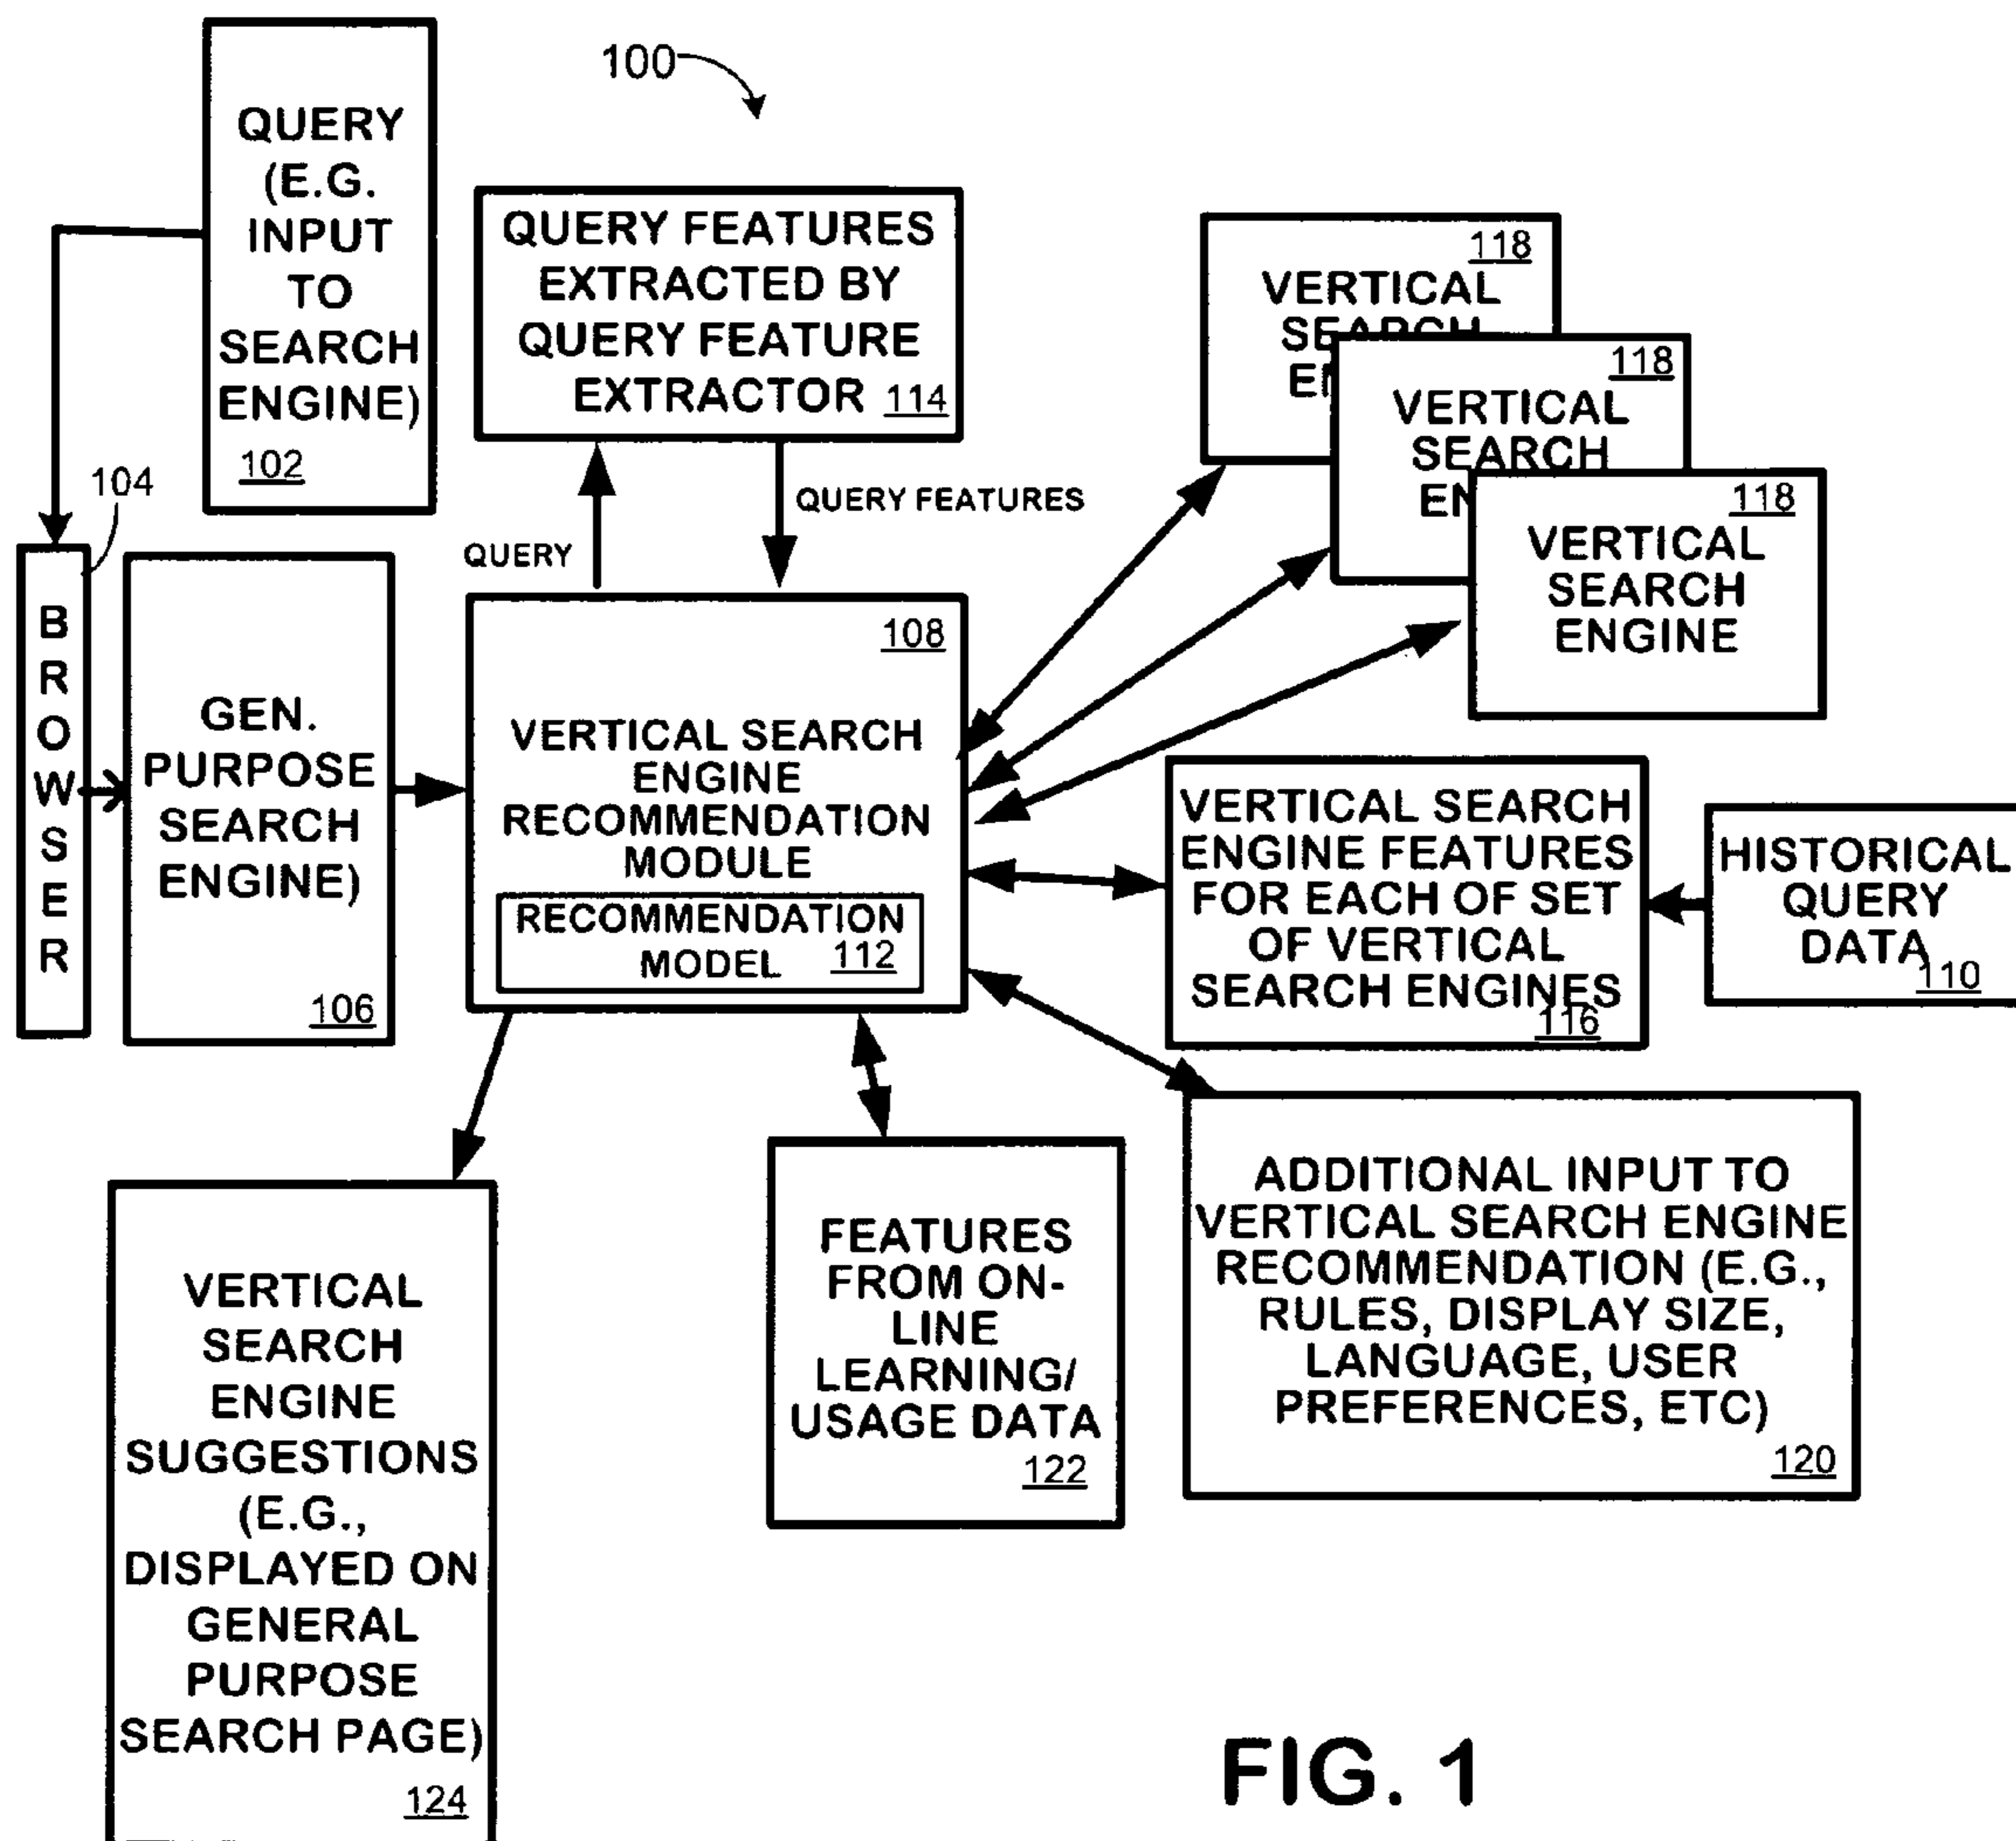 100
QUERY
(E.G.
INPUT
TO
SEARCH
ENGINE)
102
104
BROWSER
GEN.
PURPOSE
SEARCH
ENGINE)
106
QUERY FEATURES
EXTRACTED BY
QUERY FEATURE
EXTRACTOR 114
QUERY
QUERY FEATURES
108
VERTICAL SEARCH
ENGINE
RECOMMENDATION
MODULE
RECOMMENDATION
MODEL 112
118
VERTICAL
SEARCH
118
VERTICAL
SEARCH
118
VERTICAL
SEARCH
ENGINE
VERTICAL SEARCH
ENGINE FEATURES
FOR EACH OF SET
OF VERTICAL
SEARCH ENGINES
116
HISTORICAL
QUERY
DATA
110
ADDITIONAL INPUT TO
VERTICAL SEARCH ENGINE
RECOMMENDATION (E.G.,
RULES, DISPLAY SIZE,
LANGUAGE, USER
PREFERENCES, ETC)
120
FEATURES
FROM ON-
LINE
LEARNING/
USAGE DATA
122
VERTICAL
SEARCH
ENGINE
SUGGESTIONS
(E.G.,
DISPLAYED ON
GENERAL
PURPOSE
SEARCH PAGE)
124
FIG. 1